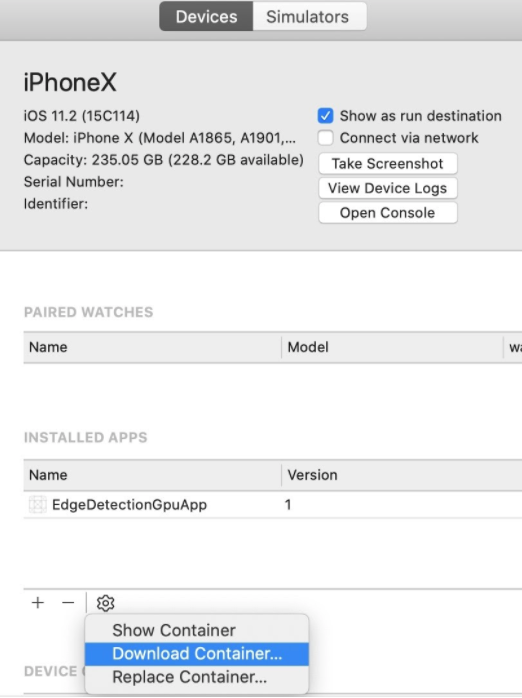 Devices Simulators
iPhoneX
iOS 11.2 (15C114)
Model: iPhone X (Model A1865, A1901,...
Capacity: 235.05 GB (228.2 GB available)
Serial Number:
Identifier:
Show as run destination
Connect via network
Take Screenshot
View Device Logs
Open Console
PAIRED WATCHES
Name Model wa
INSTALLED APPS
Name Version
EdgeDetectionGpuApp 1
Show Container
Download Container...
Replace Container...
DEVICE